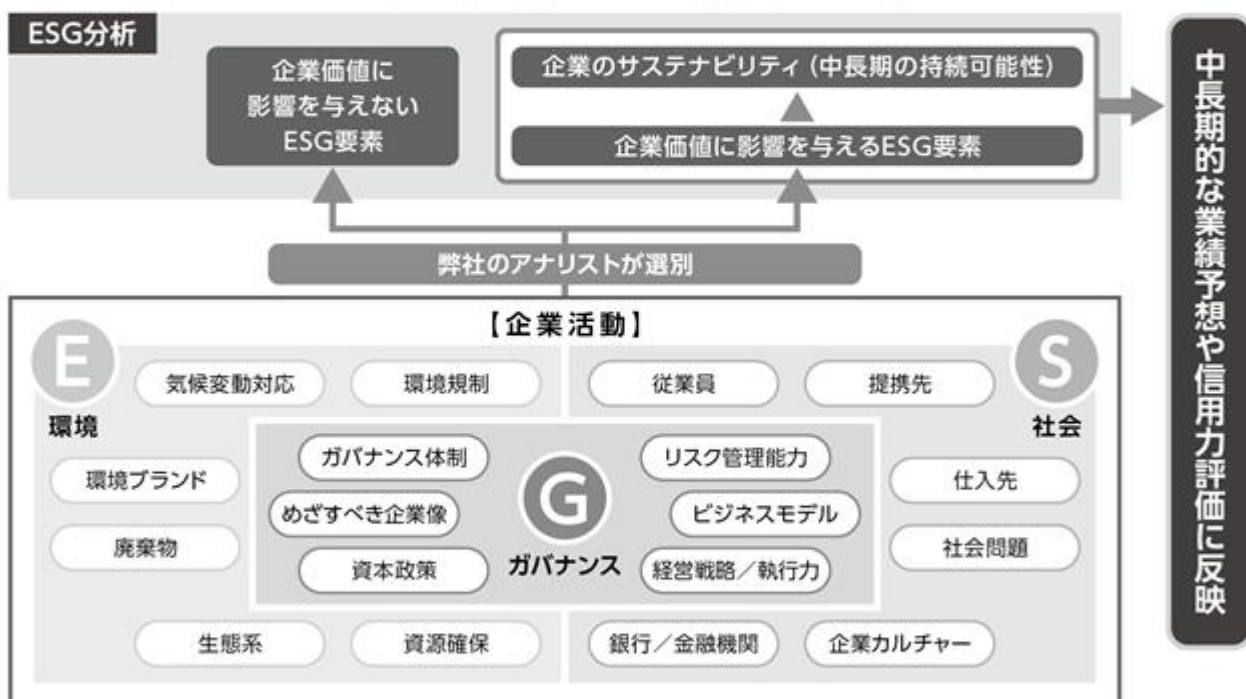 ESG分析
企業価値に
影響を与えない
ESG要素
企業のサステナビリティ（中長期の持続可能性）
企業価値に影響を与えるESG要素
中長期的な業績予想や信用力評価に反映
弊社のアナリストが選別
【企業活動】
E
環境
S
社会
気候変動対応
環境規制
従業員
提携先
環境ブランド
廃棄物
ガバナンス体制
めざすべき企業像
資本政策
G
ガバナンス
リスク管理能力
ビジネスモデル
経営戦略／執行力
仕入先
社会問題
生態系
資源確保
銀行／金融機関
企業カルチャー